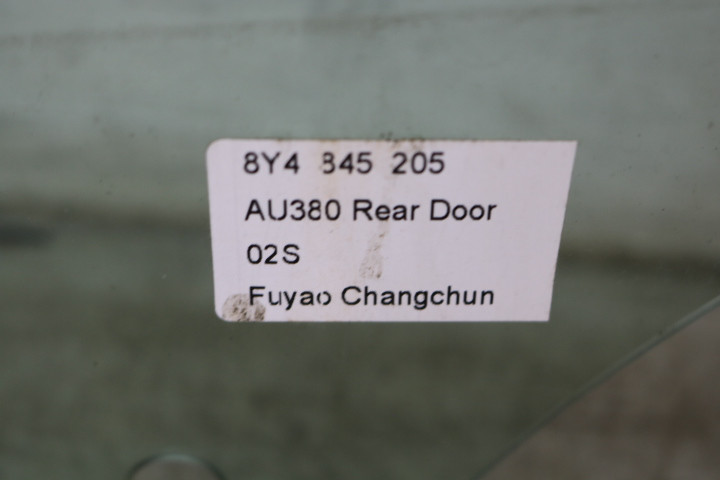 8Y4 845 205
AU380 Rear Door
02S
Fuyao Changchun